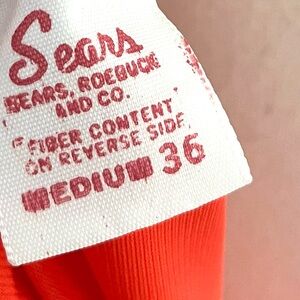 Sears
SEARS, ROEBUCK
AND CO.
FIBER CONTENT
ON REVERSE SIDE
MEDIUM 36